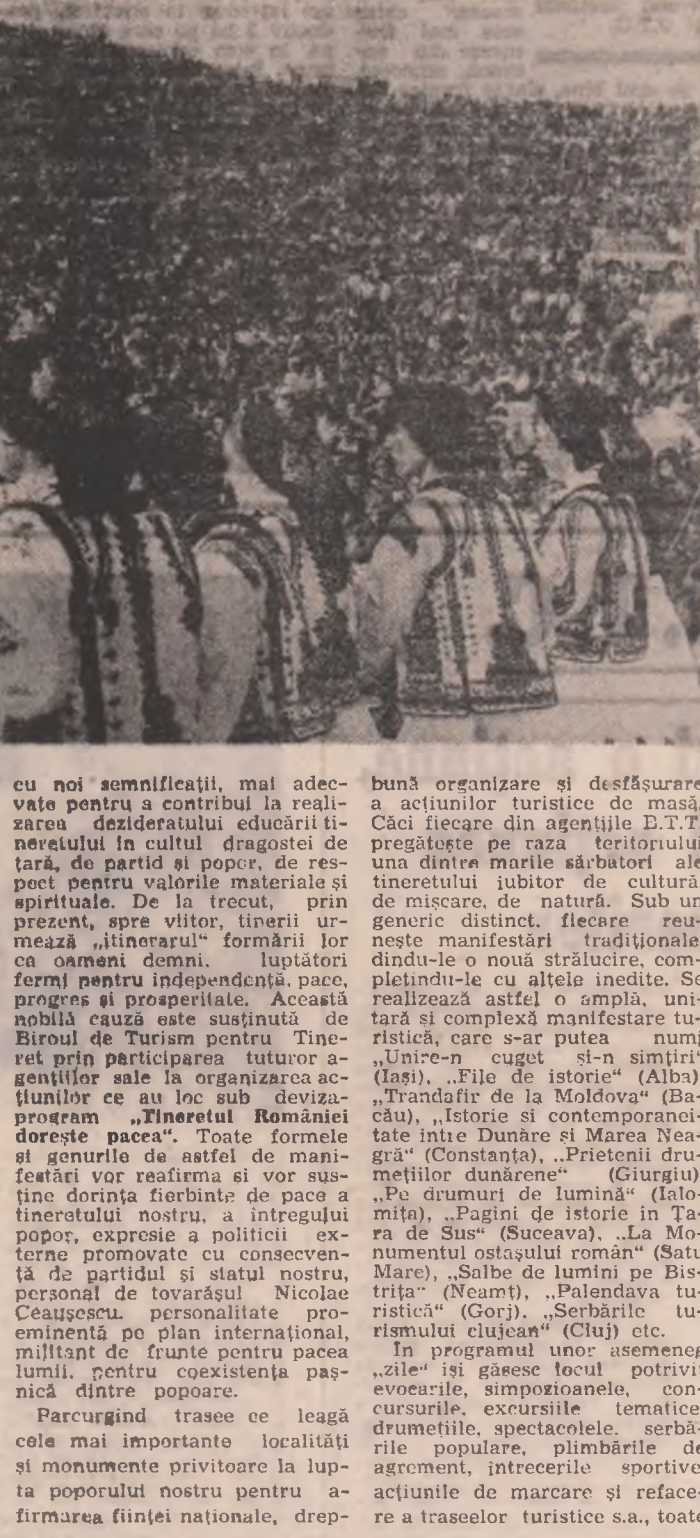 cu noi semnificații, mai adec-
vate pentru a contribui la reali-
zarea dezideratului educării ti-
neretului în cultul dragostei de
țară, de partid și popor, de res-
pect pentru valorile materiale și
spirituale. De la trecut, prin
prezent, spre viitor, tinerii ur-
mează „itinerarul“ formării lor
ca oameni demni, luptători
fermi pentru independență, pace,
progres și prosperitate. Această
nobilă cauză este susținută de
Biroul de Turism pentru Tine-
ret prin participarea tuturor a-
gențiilor sale la organizarea ac-
țiunilor ce au loc sub deviza-
program „Tineretul României
dorește pacea“. Toate formele
și genurile de astfel de mani-
festări vor reafirma și vor sus-
ține dorința fierbinte de pace a
tineretului nostru, a întregului
popor, expresie a politicii ex-
terne promovate cu consecven-
ță de partidul și statul nostru,
personal de tovarășul Nicolae
Ceaușescu, personalitate pro-
eminentă pe plan internațional,
militant de frunte pentru pacea
lumii, pentru coexistența paș-
nică dintre popoare.
Parcurgînd trasee ce leagă
cele mai importante localități
și monumente privitoare la lup-
ta poporului nostru pentru a-
firmarea ființei naționale, drep-
bună organizare și desfășurare
a acțiunilor turistice de masă.
Căci fiecare din agențiile B.T.T.
pregătește pe raza teritoriului
una dintre marile sărbători ale
tineretului iubitor de cultură,
de mișcare, de natură. Sub un
generic distinct, fiecare reu-
nește manifestări tradiționale
dindu-le o nouă strălucire, com-
pletindu-le cu altele inedite. Se
realizează astfel o amplă, uni-
tară și complexă manifestare tu-
ristică, care s-ar putea numi
„Unire-n cuget și-n simțiri“
(Iași), „File de istorie“ (Alba)
„Trandafir de la Moldova“ (Ba-
cău), „Istorie si contemporanei-
tate între Dunăre și Marea Nea-
gră“ (Constanța), „Prietenii dru-
mețiilor dunărene“ (Giurgiu)
„Pe drumuri de lumină“ (Ialo-
mița), „Pagini de istorie în Ța-
ra de Sus“ (Suceava), „La Mo-
numentul ostașului român“ (Satu
Mare), „Salbe de lumini pe Bis-
trița“ (Neamț), „Palendava tu-
ristică“ (Gorj), „Serbările tu-
rismului clujean“ (Cluj) etc.
În programul unor asemenea
„zile“ își găsesc locul potrivit
evocările, simpozioanele, con-
cursurile, excursiile tematice,
drumețiile, spectacolele, serbă-
rile populare, plimbările de
agrement, întrecerile sportive
acțiunile de marcare și reface-
re a traseelor turistice s.a., toate